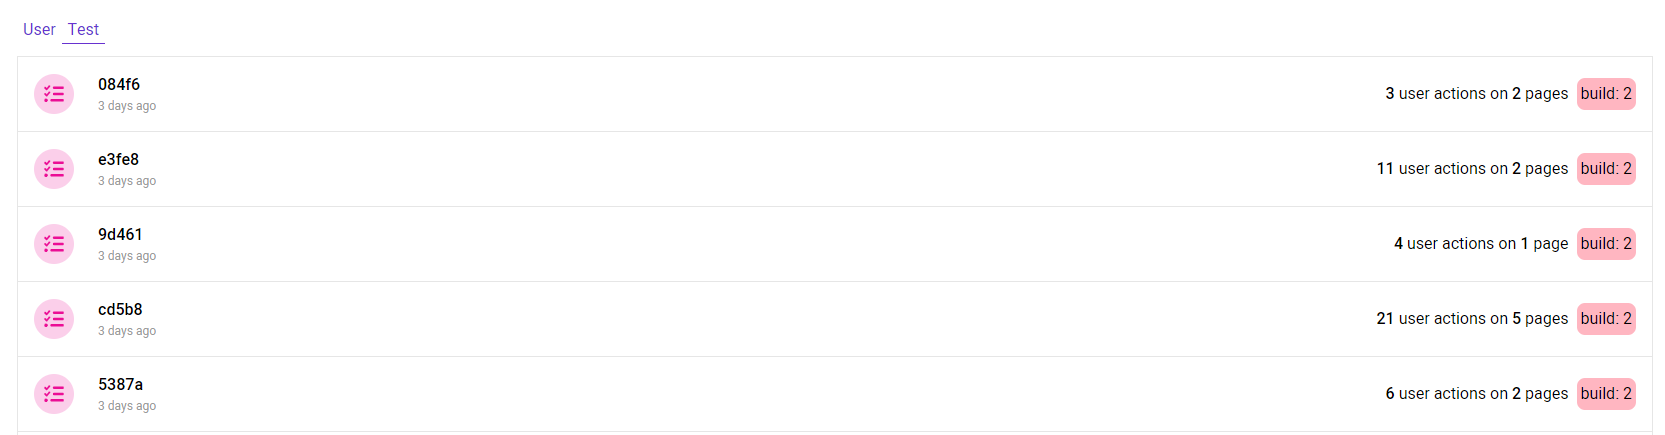 User Test
084f6
3 days ago
3 user actions on 2 pages build: 2
e3fe8
3 days ago
11 user actions on 2 pages build: 2
9d461
3 days ago
4 user actions on 1 page build: 2
cd5b8
3 days ago
21 user actions on 5 pages build: 2
5387a
3 days ago
6 user actions on 2 pages build: 2